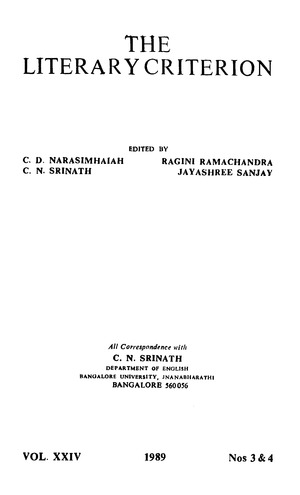 THE
LITERARY CRITERION
EDITED BY
C. D. NARASIMHAIAH RAGINI RAMACHANDRA
C. N. SRINATH JAYASHREE SANJAY
All Correspondence with
C. N. SRINATH
DEPARTMENT OF ENGLISH
BANGALORE UNIVERSITY, JNANABHARATHI
BANGALORE 560056
VOL. XXIV 1989 Nos 3 & 4